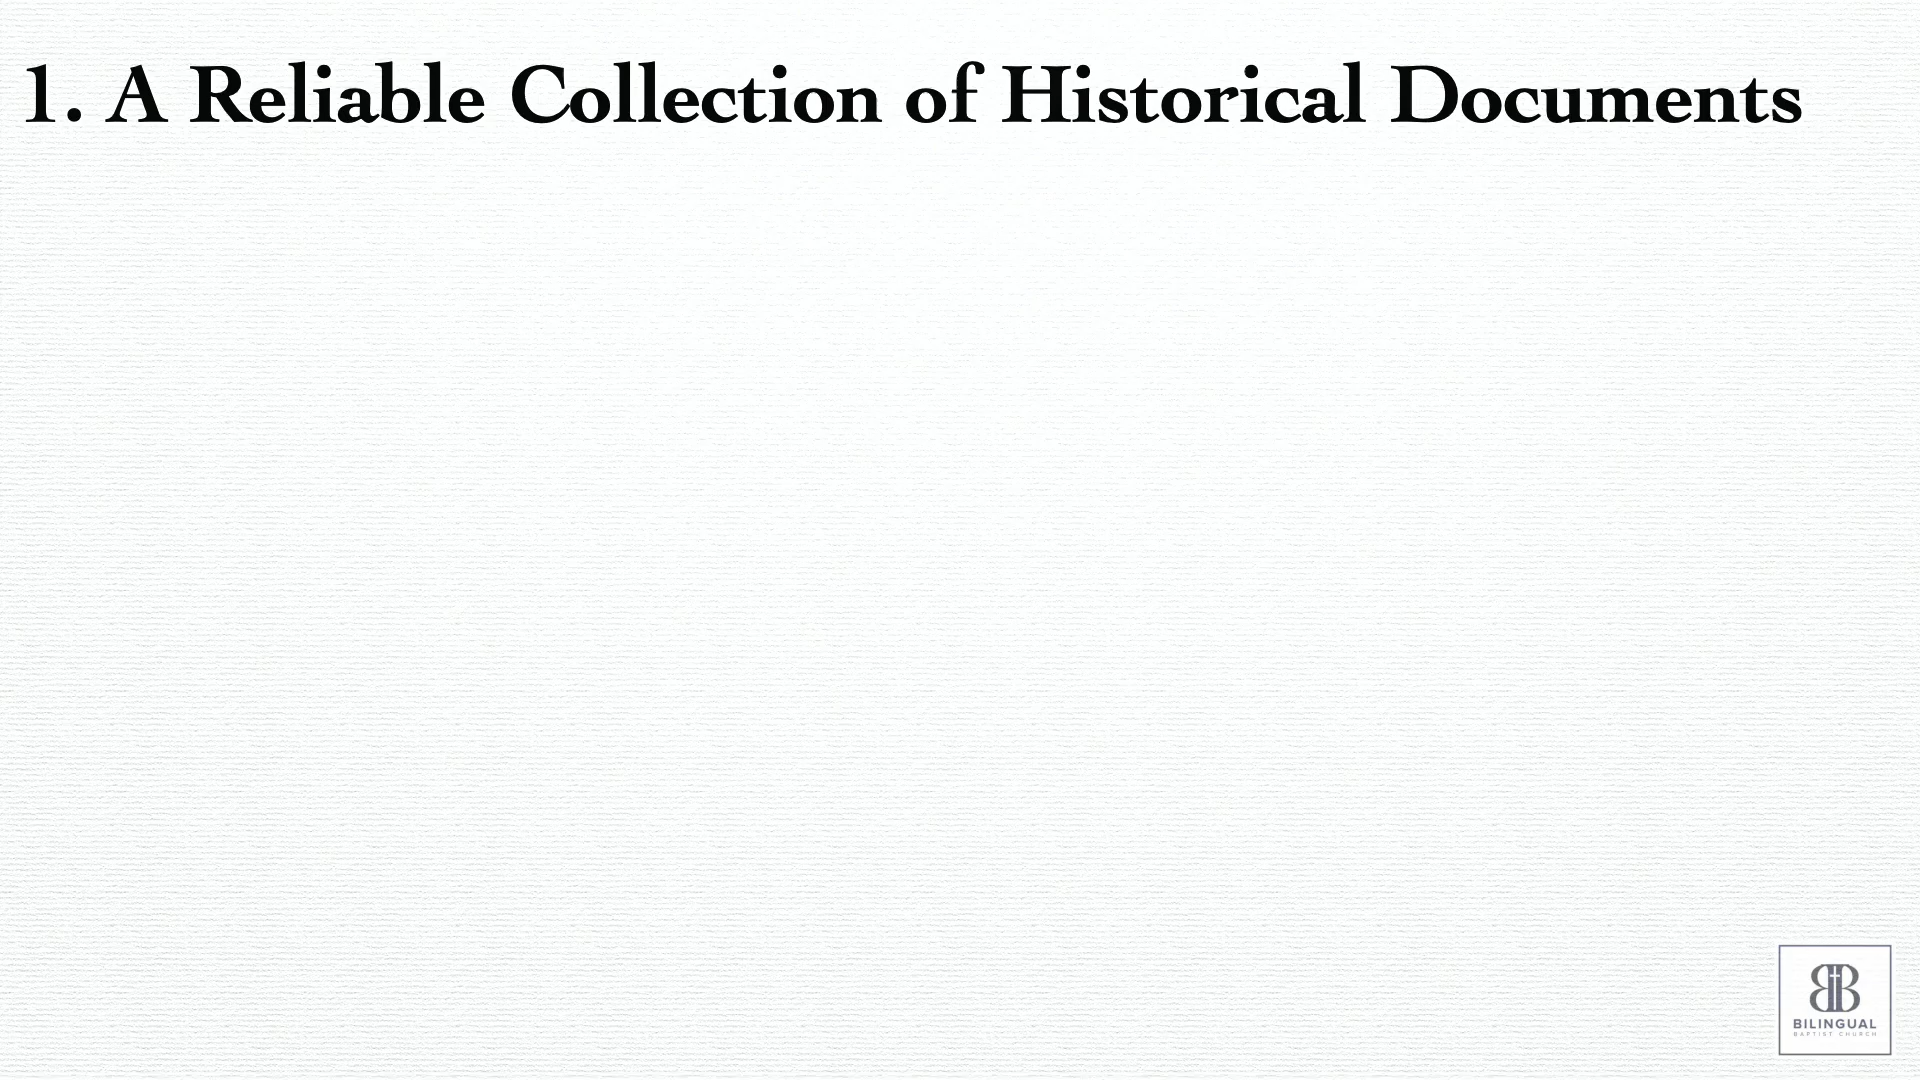 1. A Reliable Collection of Historical Documents
BILINGUAL
BAPTIST CHURCH